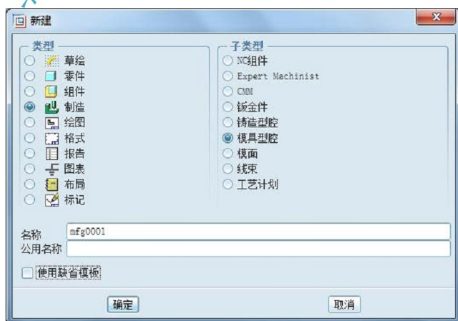 新建
类型
草绘
零件
组件
制造
绘图
格式
报告
图表
布局
标记
子类型
NC组件
Expert Machinist
CMM
钣金件
铸造型腔
模具型腔
模面
线束
工艺计划
名称 mfg0001
公用名称
使用缺省模板
确定 取消